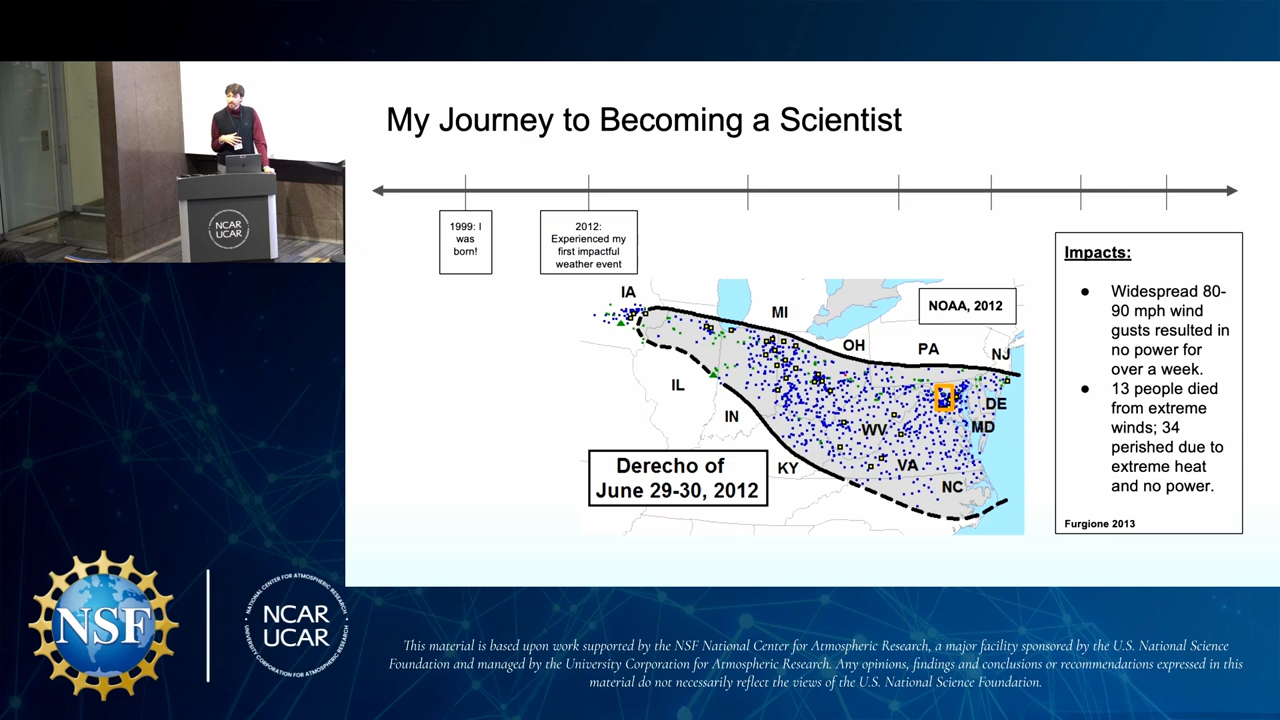 My Journey to Becoming a Scientist
1999: I
was
born!
2012:
Experienced my
first impactful
weather event
IA
MI
NOAA, 2012
OH
PA
NJ
IL
IN
DE
MD
WV
KY
VA
NC
Derecho of
June 29-30, 2012
Impacts:
● Widespread 80-
90 mph wind
gusts resulted in
no power for
over a week.
● 13 people died
from extreme
winds; 34
perished due to
extreme heat
and no power.
Furgione 2013
NCAR
UCAR
NSF
NATIONAL CENTER FOR ATMOSPHERIC RESEARCH
NCAR
UCAR
UNIVERSITY CORPORATION FOR ATMOSPHERIC RESEARCH
This material is based upon work supported by the NSF National Center for Atmospheric Research, a major facility sponsored by the U.S. National Science
Foundation and managed by the University Corporation for Atmospheric Research. Any opinions, findings and conclusions or recommendations expressed in this
material do not necessarily reflect the views of the U.S. National Science Foundation.